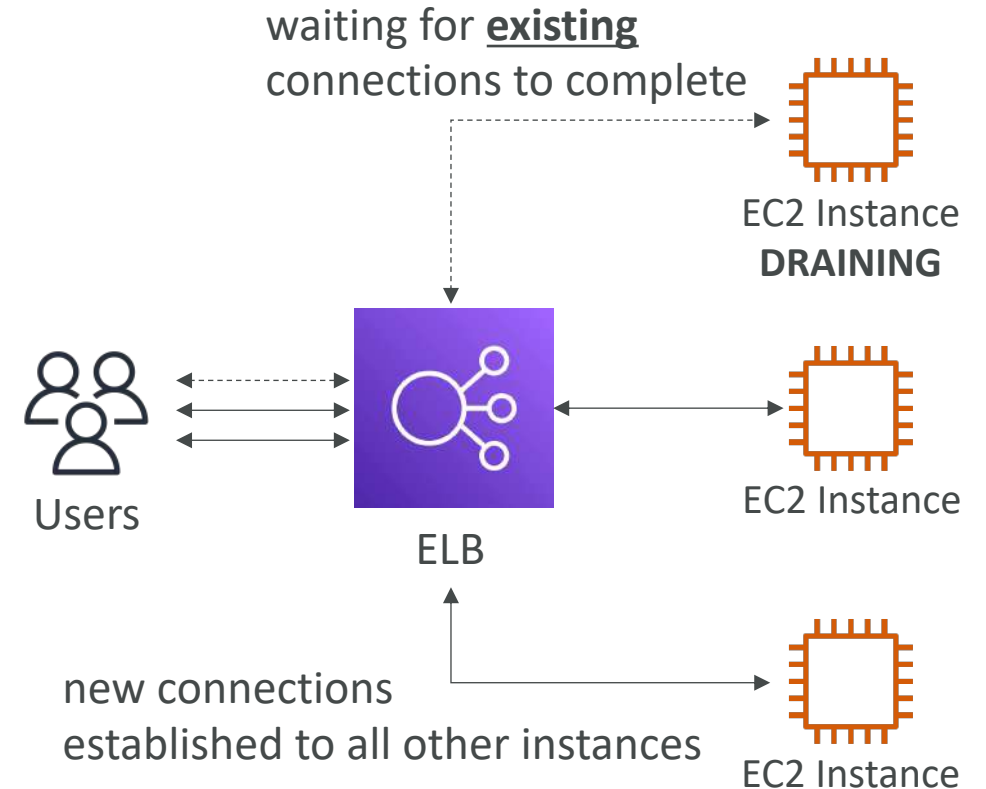 waiting for existing
connections to complete
EC2 Instance
DRAINING
Users
ELB
EC2 Instance
new connections
established to all other instances
EC2 Instance